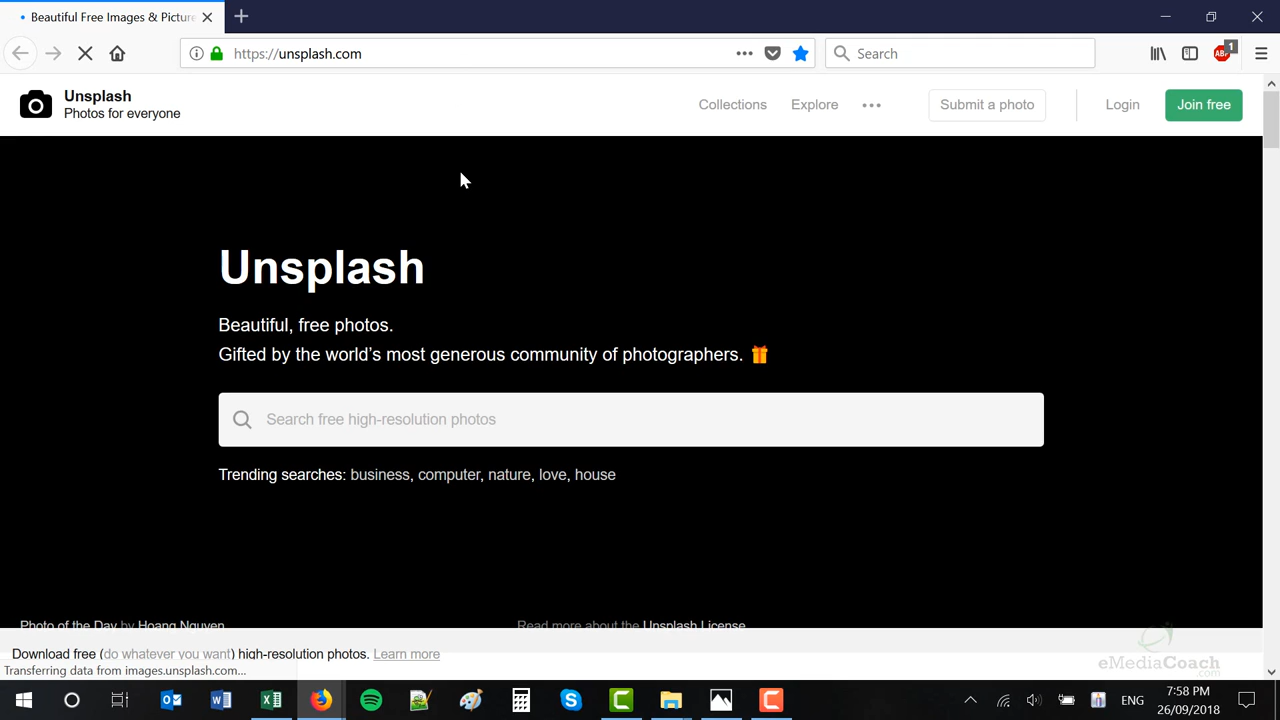 Beautiful Free Images & Picture
https://unsplash.com
Search
ABP
1
Unsplash
Photos for everyone
Collections
Explore
Submit a photo
Login
Join free
Unsplash
Beautiful, free photos.
Gifted by the world's most generous community of photographers.
Search free high-resolution photos
Trending searches: business, computer, nature, love, house
Photo of the Day by Hoang Nguyen
Read more about the Unsplash License
Download free (do whatever you want) high-resolution photos. Learn more
Transferring data from images.unsplash.com...
eMediaCoach
.com
ENG
7:58 PM
26/09/2018